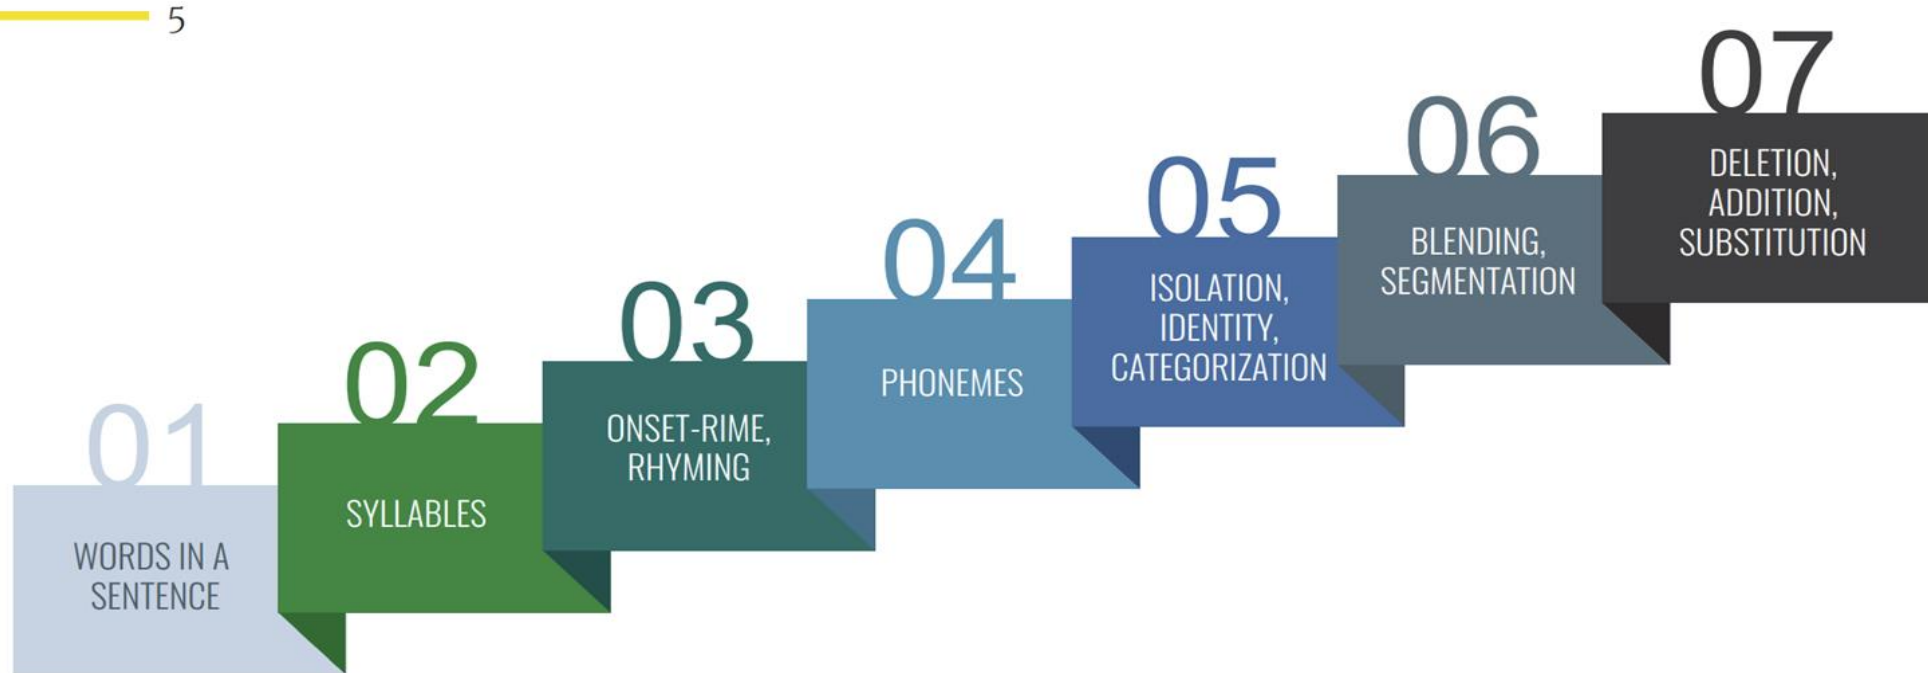 5
01
WORDS IN A
SENTENCE
02
SYLLABLES
03
ONSET-RIME,
RHYMING
04
PHONEMES
05
ISOLATION,
IDENTITY,
CATEGORIZATION
06
BLENDING,
SEGMENTATION
07
DELETION,
ADDITION,
SUBSTITUTION